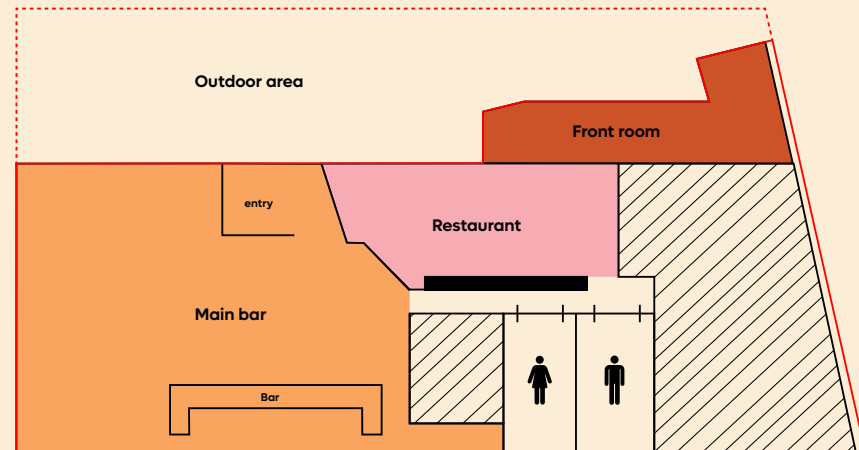 Outdoor area
Front room
entry
Restaurant
Main bar
Bar